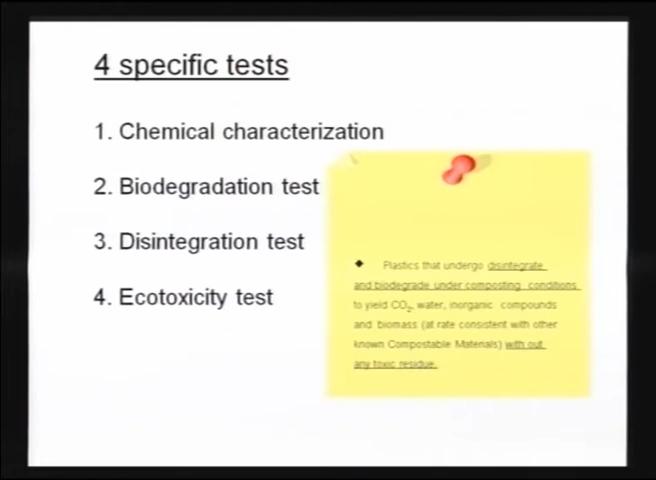 4 specific tests
1. Chemical characterization
2. Biodegradation test
3. Disintegration test
4. Ecotoxicity test
◆ Plastics that undergo disintegrate
and biodegrade under composting conditions
to yield CO₂, water, inorganic compounds
and biomass (at rate consistent with other
known Compostable Materials) with out
any toxic residue.